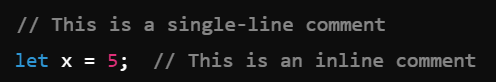 // This is a single-line comment
let x = 5;  // This is an inline comment